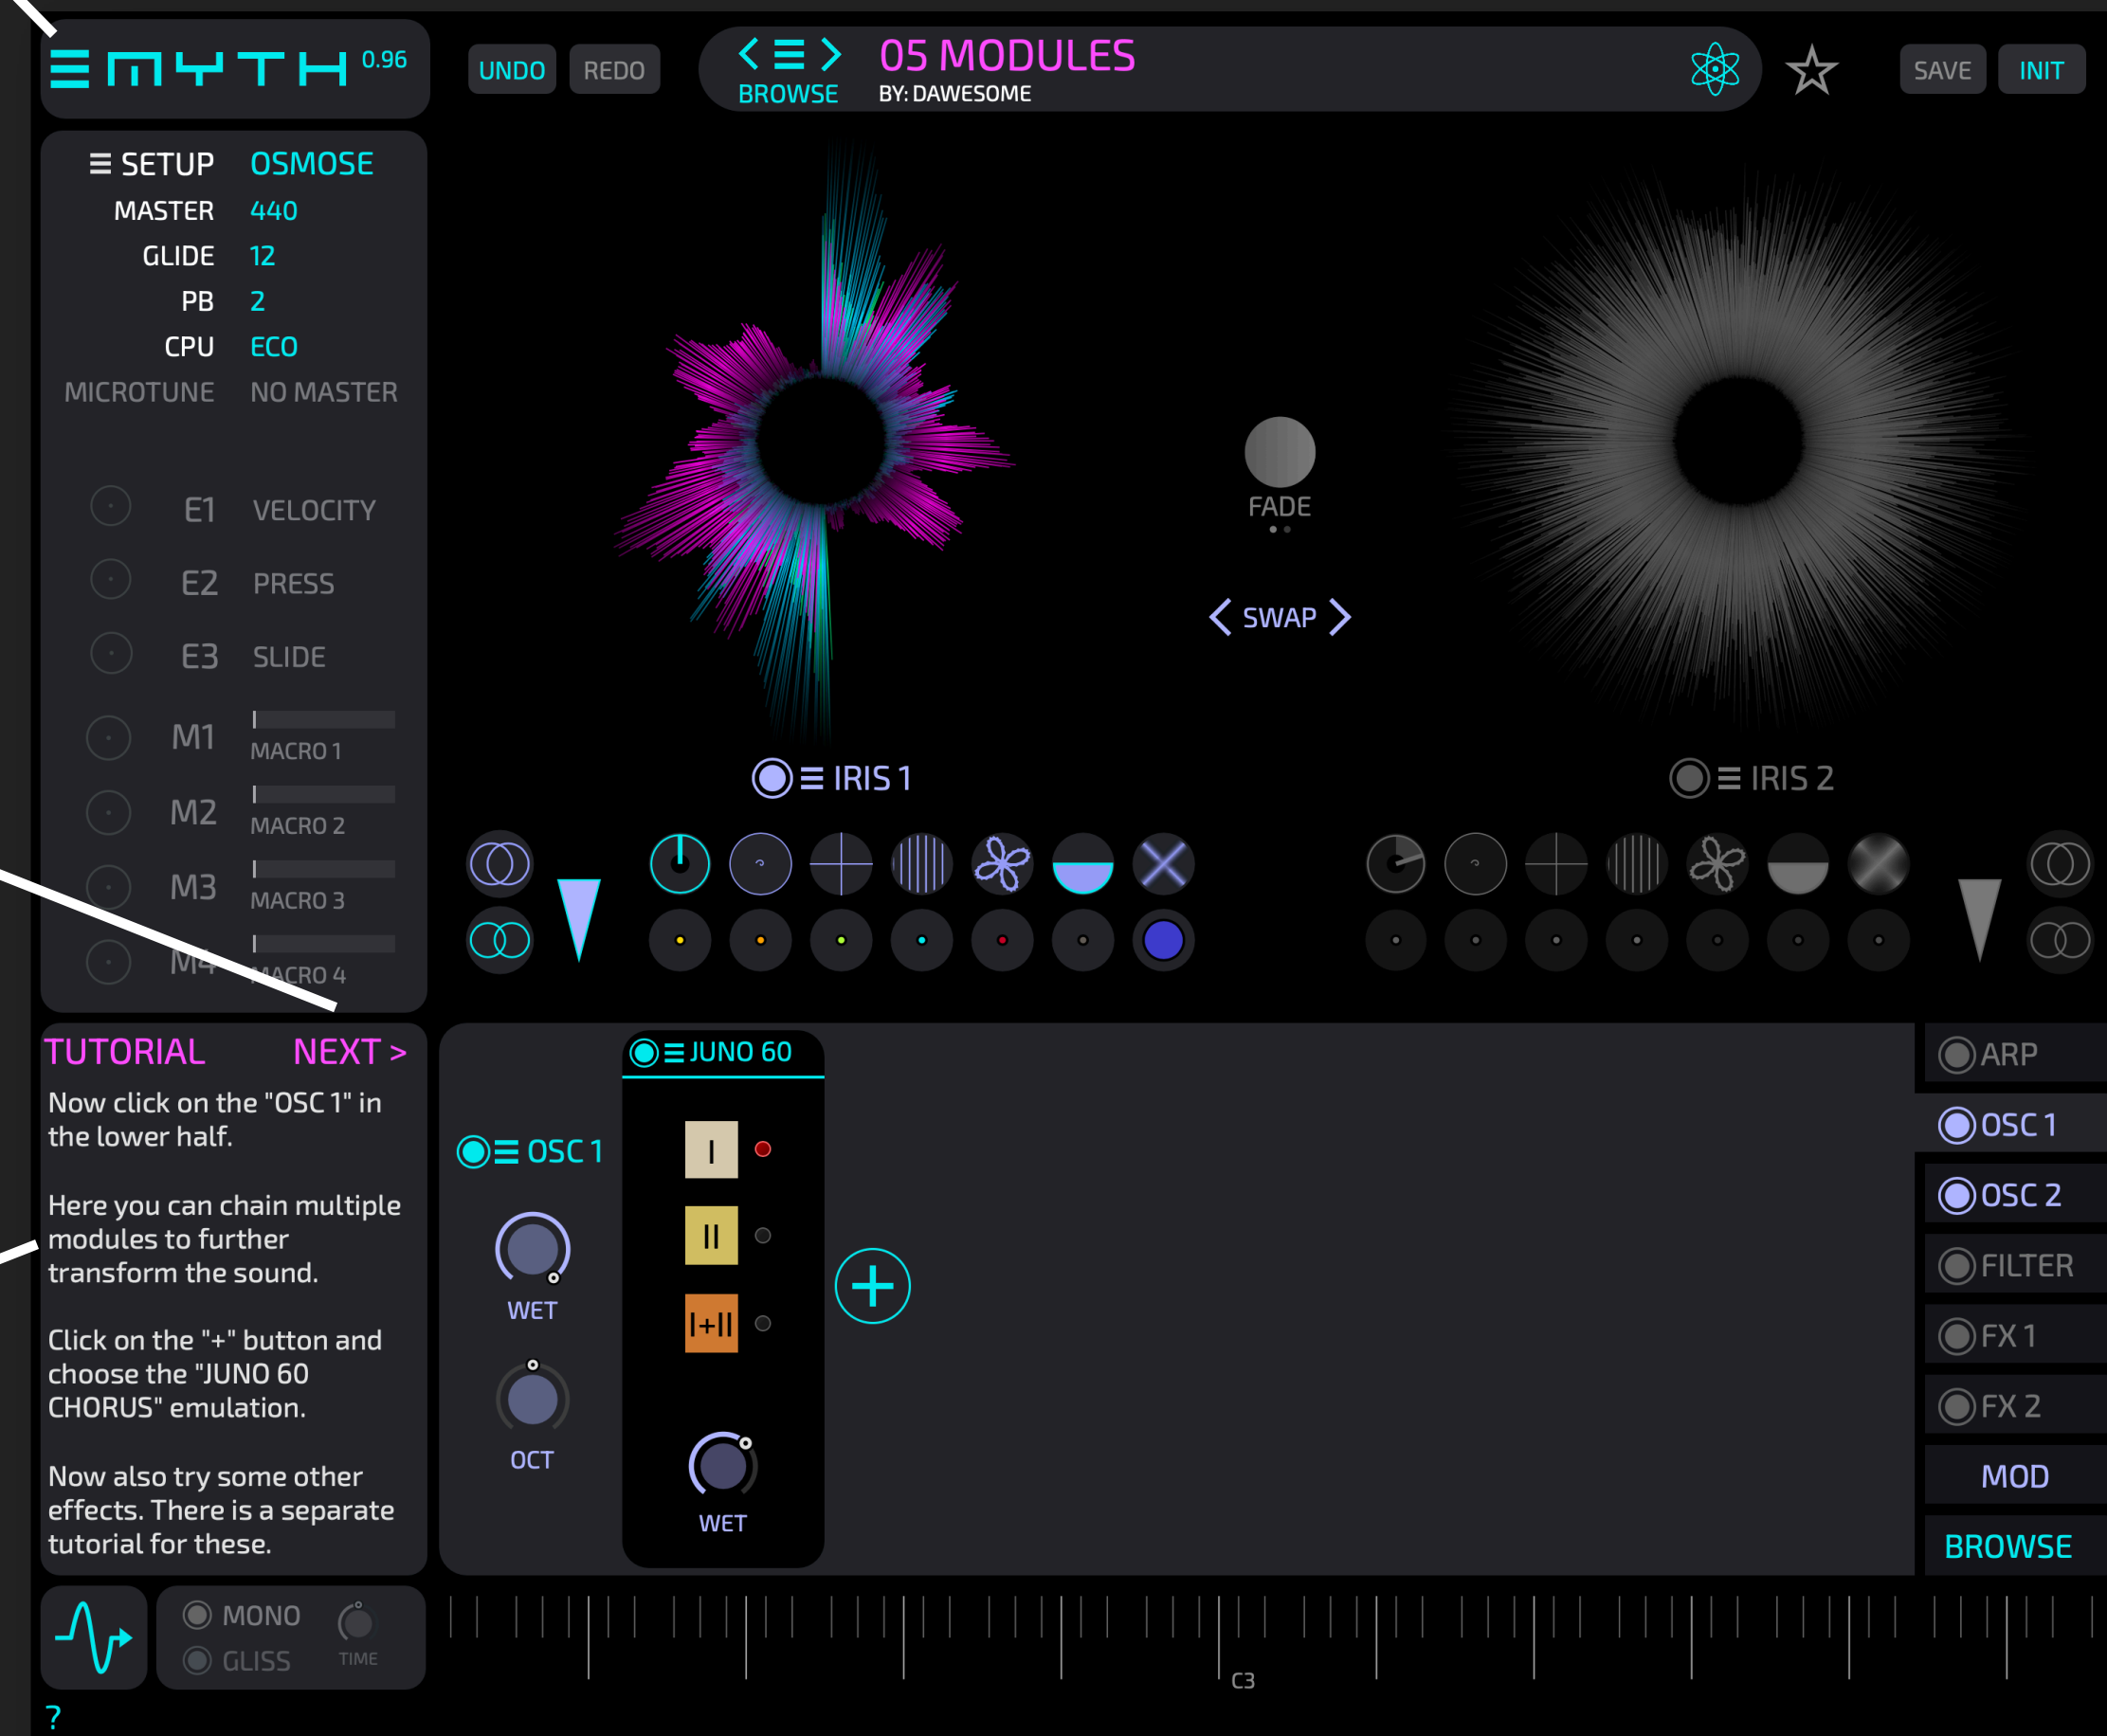 MYTH 0.96
UNDO
REDO
BROWSE
05 MODULES
BY: DAWESOME
SAVE
INIT
SETUP OSMOSE
MASTER 440
GLIDE 12
PB 2
CPU ECO
MICROTUNE NO MASTER
E1 VELOCITY
E2 PRESS
E3 SLIDE
M1 MACRO 1
M2 MACRO 2
M3 MACRO 3
M4 MACRO 4
FADE
SWAP
IRIS 1
IRIS 2
TUTORIAL NEXT >
Now click on the "OSC 1" in
the lower half.
Here you can chain multiple
modules to further
transform the sound.
Click on the "+" button and
choose the "JUNO 60
CHORUS" emulation.
Now also try some other
effects. There is a separate
tutorial for these.
OSC 1
WET
OCT
JUNO 60
I
II
I+II
WET
ARP
OSC 1
OSC 2
FILTER
FX 1
FX 2
MOD
BROWSE
MONO
GLISS
TIME
C3
?